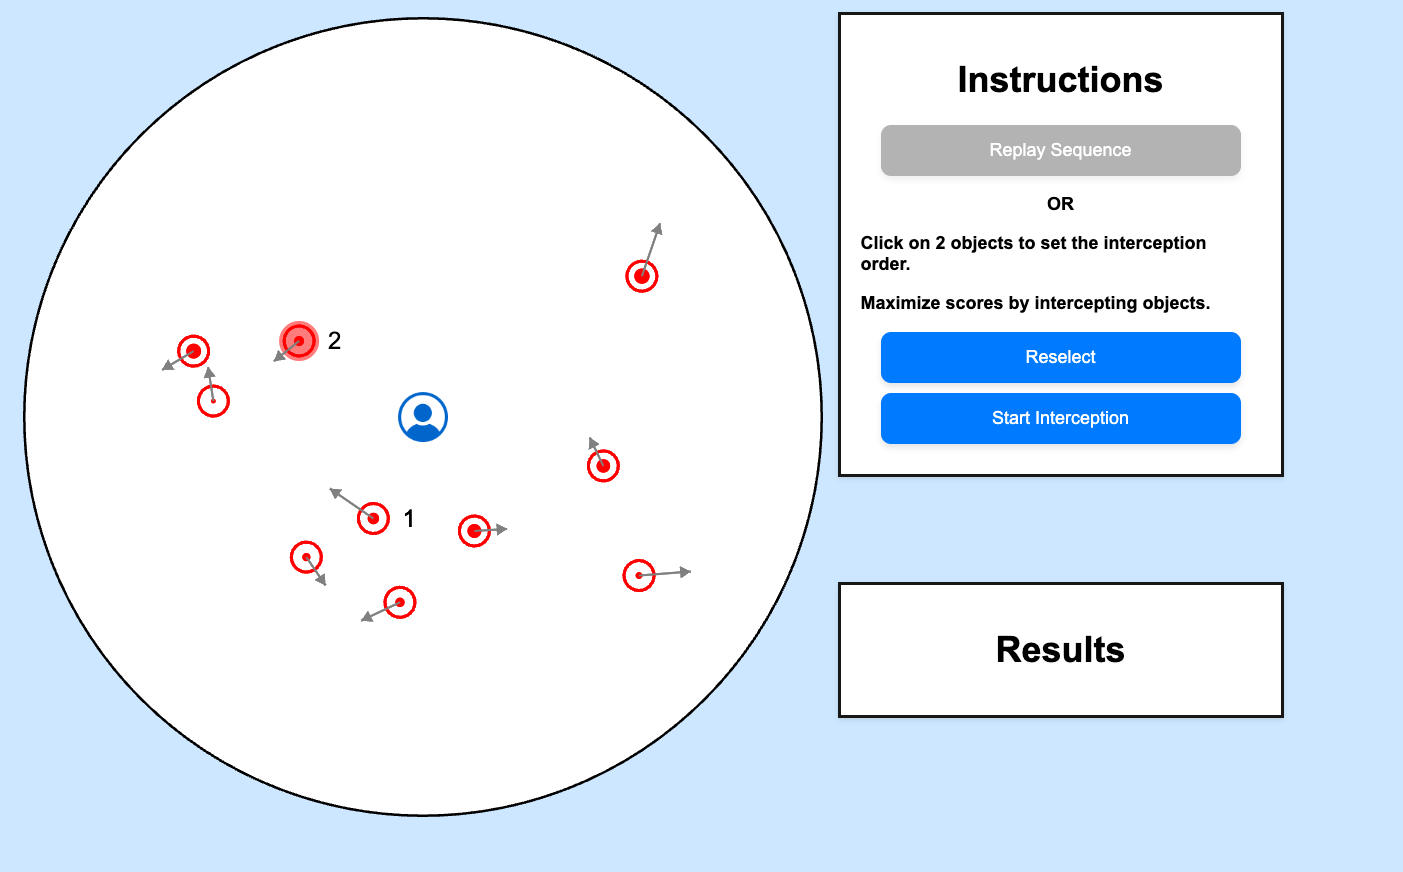 Instructions
Replay Sequence
OR
Click on 2 objects to set the interception
order.
Maximize scores by intercepting objects.
Reselect
Start Interception
2
1
Results